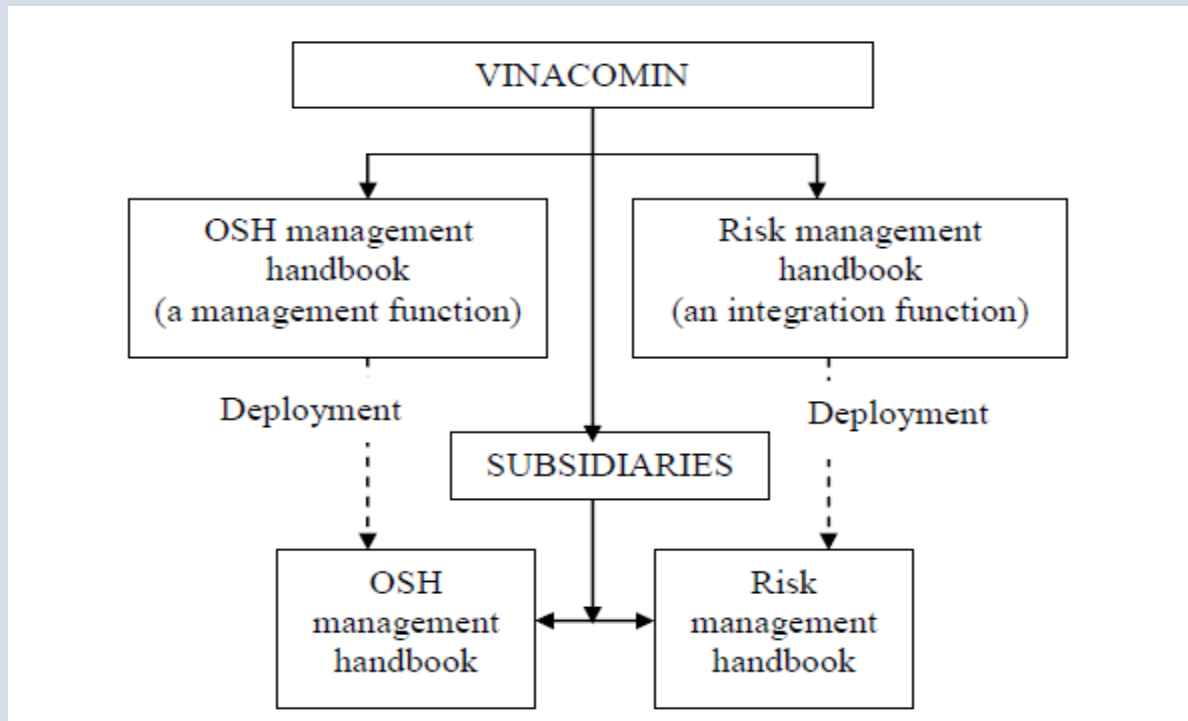 VINACOMIN
OSH management
handbook
(a management function)
Risk management
handbook
(an integration function)
Deployment
Deployment
SUBSIDIARIES
OSH
management
handbook
Risk
management
handbook